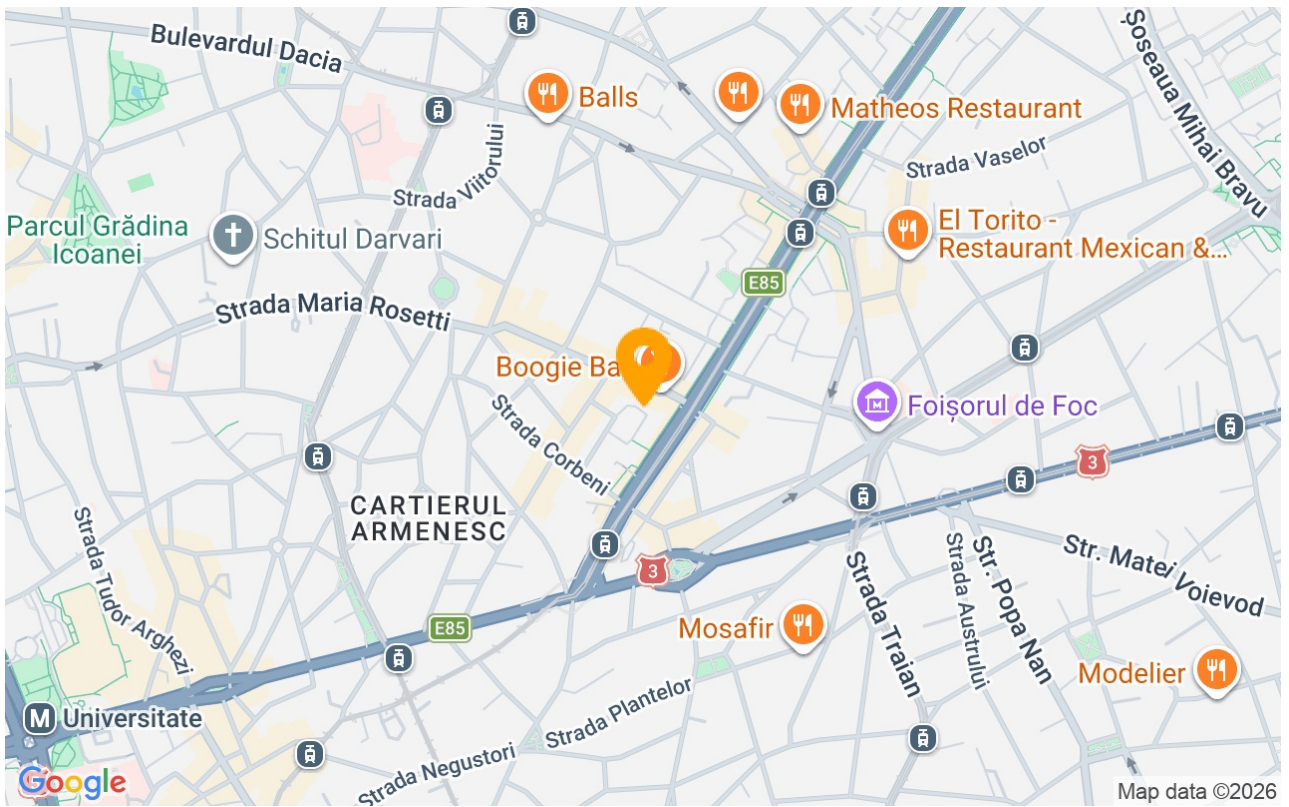 Bulevardul Dacia
Balls
Matheos Restaurant
Șoseaua Mihai Bravu
Strada Vaselor
Strada Viitorului
Parcul Grădina
Icoanei
Schitul Darvari
El Torito -
Restaurant Mexican &...
E85
Strada Maria Rosetti
Boogie Ba
Foișorul de Foc
Strada Corbeni
3
CARTIERUL
ARMENESC
Strada Tudor Arghezi
3
Str. Matei Voievod
Strada Austrului
Str. Popa Nan
Strada Traian
E85
Mosafir
Modelier
Strada Plantelor
M Universitate
Strada Negustori
Google
Map data ©2026